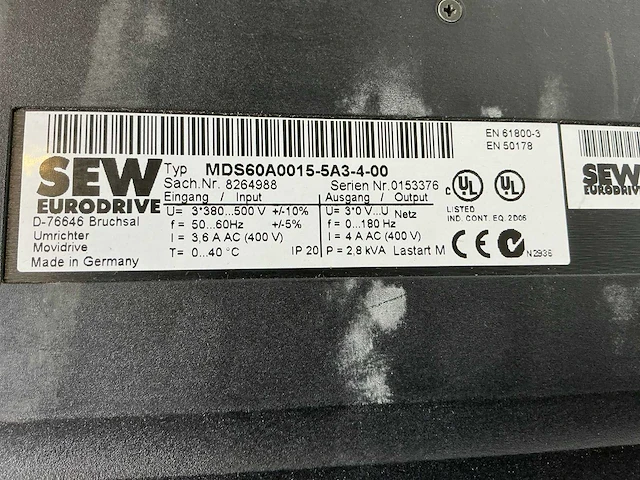 EN 61800-3
EN 50178
SEW
EURODRIVE
Typ MDS60A0015-5A3-4-00
Sach.Nr. 8264988 Serien Nr.0153376
Eingang / Input Ausgang / Output
U= 3*380...500 V +/-10% U= 3*0 V...U Netz
f = 50...60Hz +/-5% f = 0...180 Hz
I = 3,6 A AC (400 V) I = 4 A AC (400 V)
T= 0...40 °C IP 20 P = 2,8 kVA Lastart M
D-76646 Bruchsal
Umrichter
Movidrive
Made in Germany
C UL UL
LISTED
IND. CONT. EQ. 2D06
CE N2936
SEW
EURODRIVE